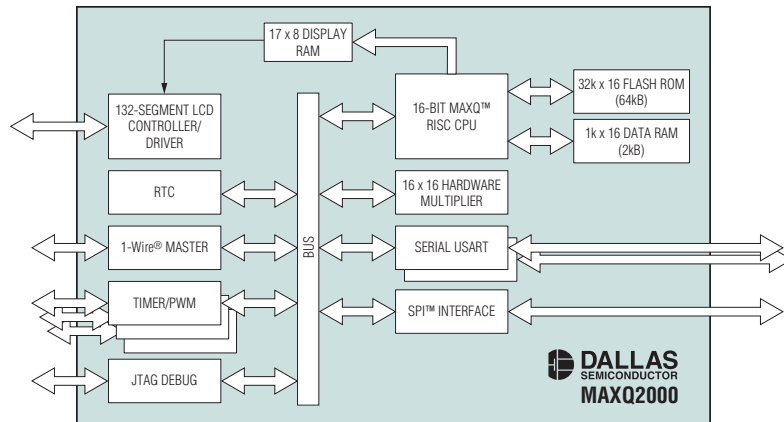 17 x 8 DISPLAY
RAM
132-SEGMENT LCD
CONTROLLER/
DRIVER
16-BIT MAXQ™
RISC CPU
32k x 16 FLASH ROM
(64kB)
1k x 16 DATA RAM
(2kB)
RTC
16 x 16 HARDWARE
MULTIPLIER
BUS
1-Wire® MASTER
SERIAL USART
TIMER/PWM
SPI™ INTERFACE
JTAG DEBUG
DALLAS
SEMICONDUCTOR
MAXQ2000